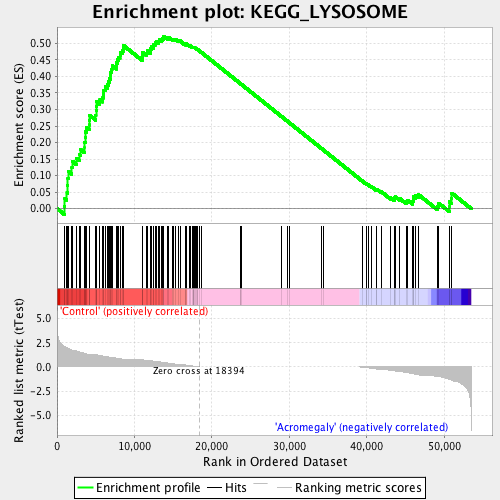 Enrichment plot: KEGG_LYSOSOME
Enrichment score (ES)
0.50
0.45
0.40
0.35
0.30
0.25
0.20
0.15
0.10
0.05
0.00
'Control' (positively correlated)
Ranked list metric (tTest)
5.0
2.5
0.0
-2.5
-5.0
Zero cross at 18394
'Acromegaly' (negatively correlated)
0 10,000 20,000 30,000 40,000 50,000
Rank in Ordered Dataset
Enrichment profile Hits Ranking metric scores